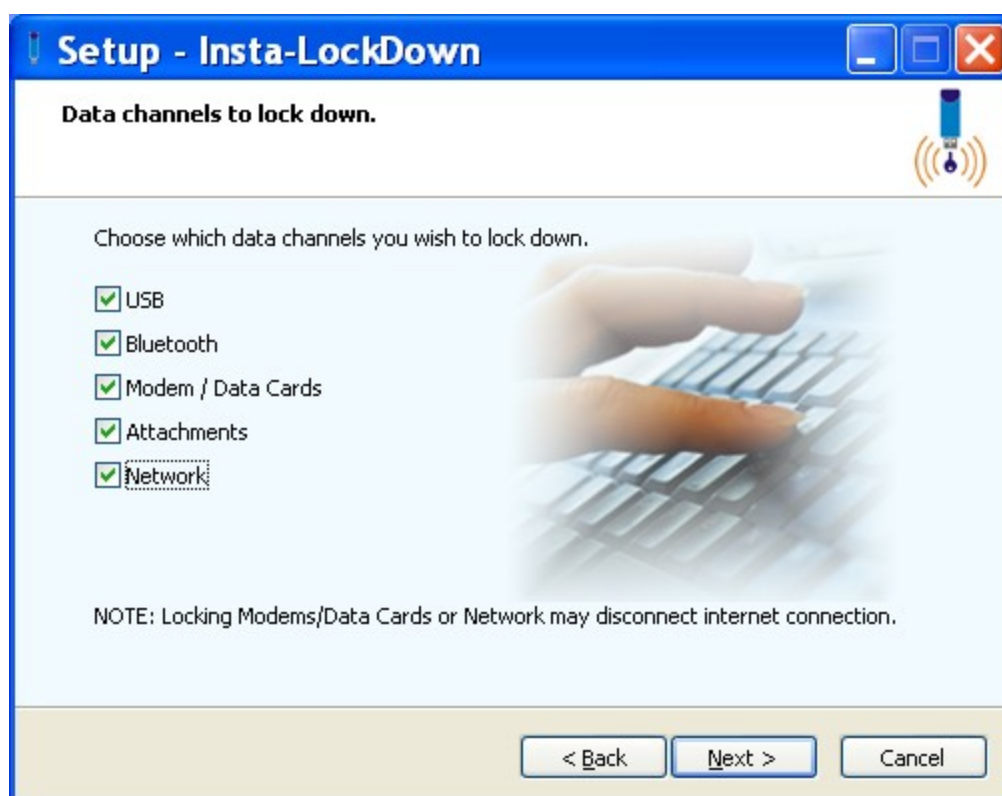 Setup - Insta-LockDown
Data channels to lock down.
Choose which data channels you wish to lock down.
USB
Bluetooth
Modem / Data Cards
Attachments
Network
NOTE: Locking Modems/Data Cards or Network may disconnect internet connection.
< Back Next > Cancel